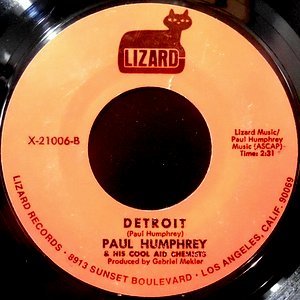 LIZARD
X-21006-B
Lizard Music/
Paul Humphrey
Music (ASCAP)
Time: 2:31
DETROIT
(Paul Humphrey)
PAUL HUMPHREY
& HIS COOL AID CHEMISTS
Produced by Gabriel Mekler
LIZARD RECORDS - 8913 SUNSET BOULEVARD - LOS ANGELES, CALIF. 90069